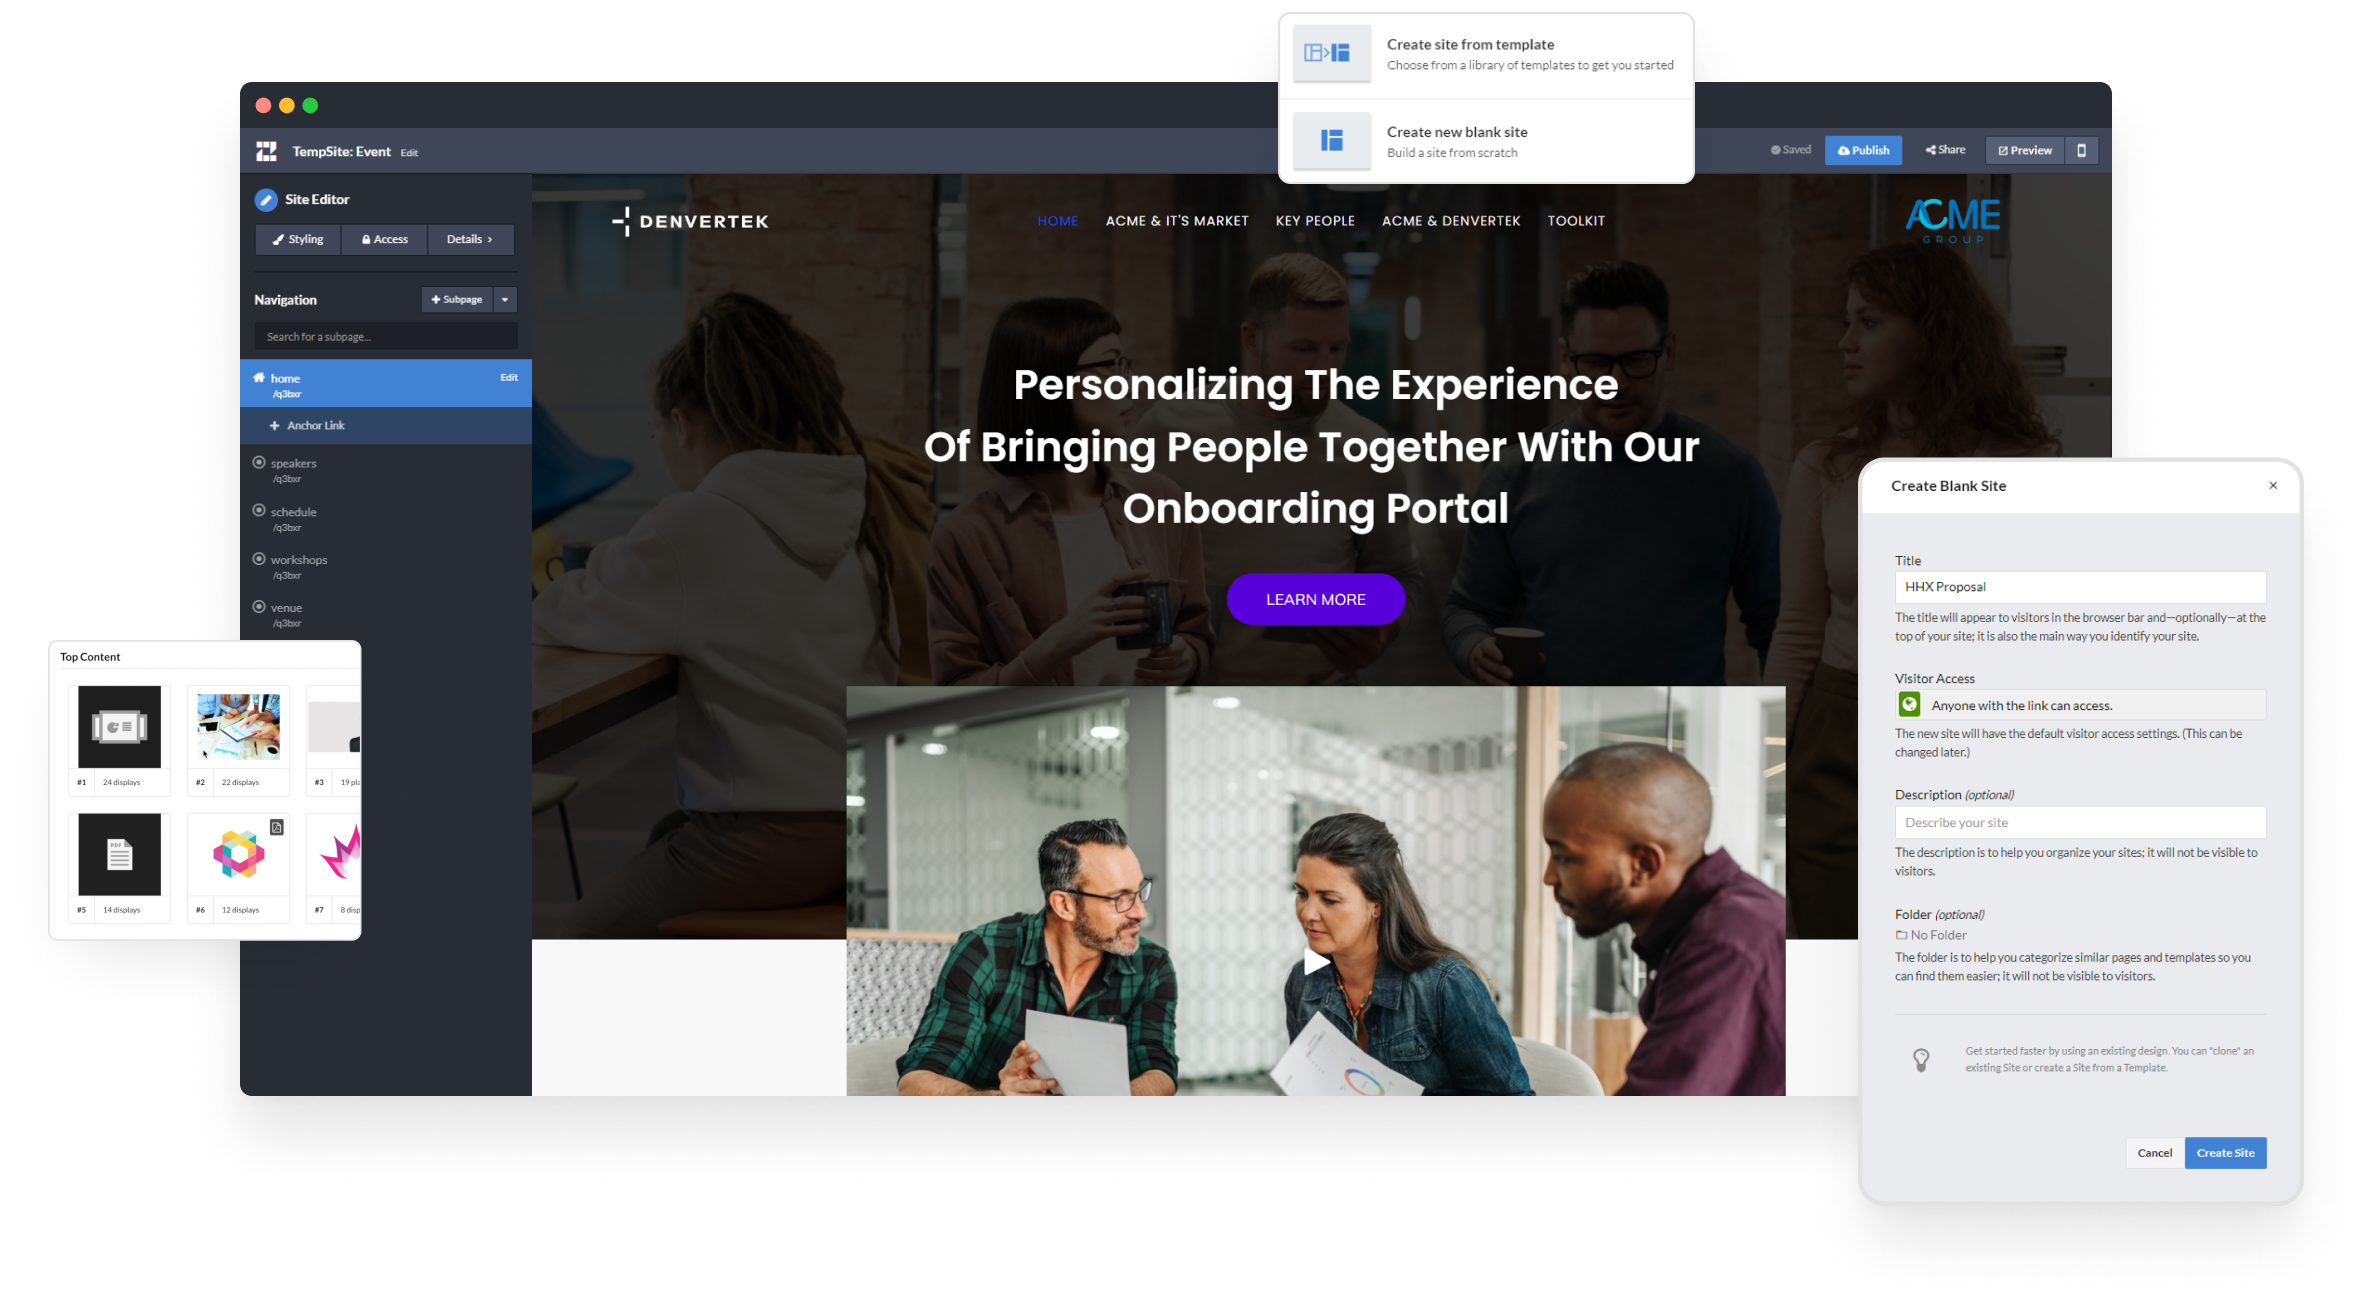 Create site from template
Choose from a library of templates to get you started
Create new blank site
Build a site from scratch
TempSite: Event Edit
Saved
Publish
Share
Preview
Site Editor
Styling
Access
Details ›
Navigation
+ Subpage
Search for a subpage...
home
Edit
/q3bxr
+ Anchor Link
speakers
/q3bxr
schedule
/q3bxr
workshops
/q3bxr
venue
/q3bxr
DENVERTEK
HOME
ACME & IT'S MARKET
KEY PEOPLE
ACME & DENVERTEK
TOOLKIT
ACME
GROUP
Personalizing The Experience
Of Bringing People Together With Our
Onboarding Portal
LEARN MORE
Top Content
#1 24 displays
#2 22 displays
#3 19 pla
PDF
#5 14 displays
#6 12 displays
#7 8 disp
Create Blank Site ×
Title
HHX Proposal
The title will appear to visitors in the browser bar and—optionally—at the
top of your site; it is also the main way you identify your site.
Visitor Access
Anyone with the link can access.
The new site will have the default visitor access settings. (This can be
changed later.)
Description (optional)
Describe your site
The description is to help you organize your sites; it will not be visible to
visitors.
Folder (optional)
No Folder
The folder is to help you categorize similar pages and templates so you
can find them easier; it will not be visible to visitors.
Get started faster by using an existing design. You can "clone" an
existing Site or create a Site from a Template.
Cancel
Create Site